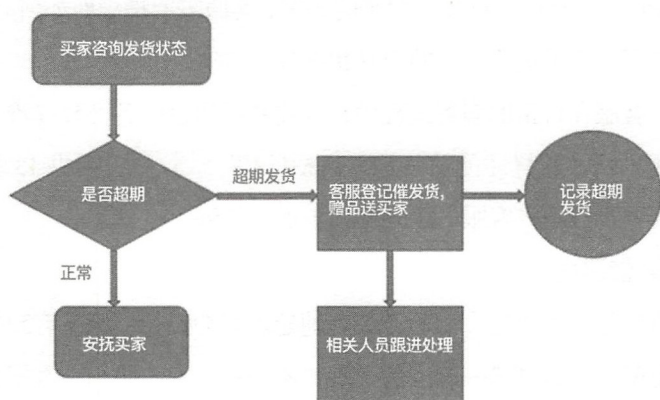 买家咨询发货状态
是否超期
超期发货
客服登记催发货，
赠品送买家
记录超期
发货
正常
安抚买家
相关人员跟进处理